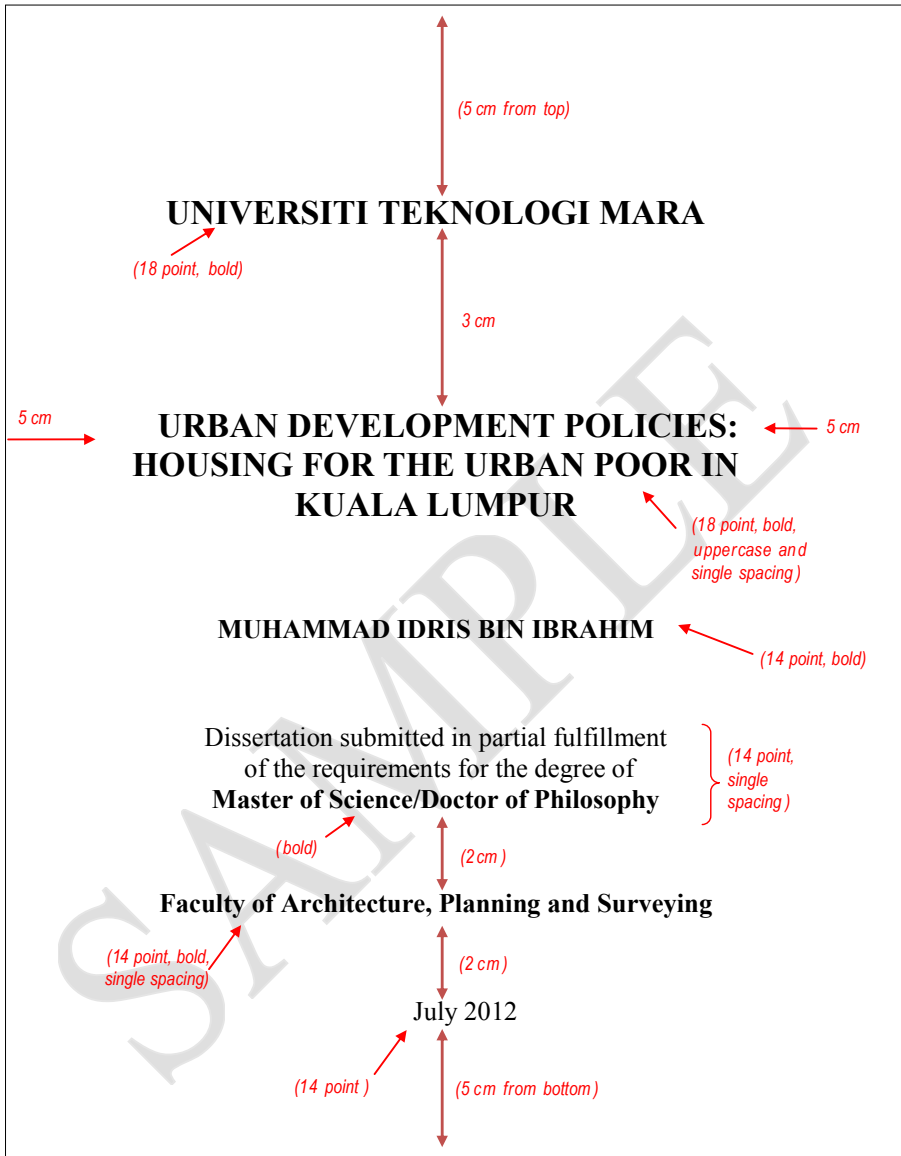 (5 cm from top)
UNIVERSITI TEKNOLOGI MARA
(18 point, bold)
3 cm
5 cm
URBAN DEVELOPMENT POLICIES:
5 cm
HOUSING FOR THE URBAN POOR IN
KUALA LUMPUR
(18 point, bold,
uppercase and
single spacing)
MUHAMMAD IDRIS BIN IBRAHIM
(14 point, bold)
Dissertation submitted in partial fulfillment
of the requirements for the degree of
Master of Science/Doctor of Philosophy
(14 point,
single
spacing)
(bold)
(2cm)
Faculty of Architecture, Planning and Surveying
(14 point, bold,
single spacing)
(2 cm)
July 2012
(14 point)
(5 cm from bottom)
SAMPLE